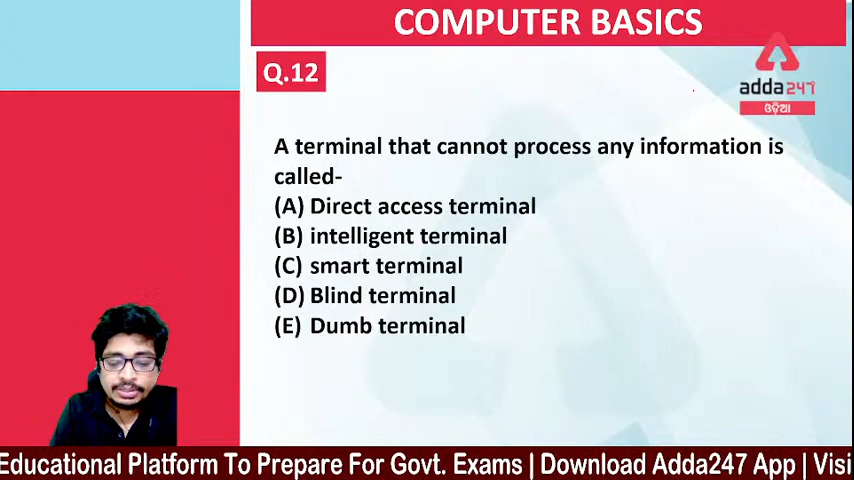 COMPUTER BASICS
Q.12
adda247
ଓଡ଼ିଆ
A terminal that cannot process any information is
called-
(A) Direct access terminal
(B) intelligent terminal
(C) smart terminal
(D) Blind terminal
(E) Dumb terminal
Educational Platform To Prepare For Govt. Exams | Download Adda247 App | Visi